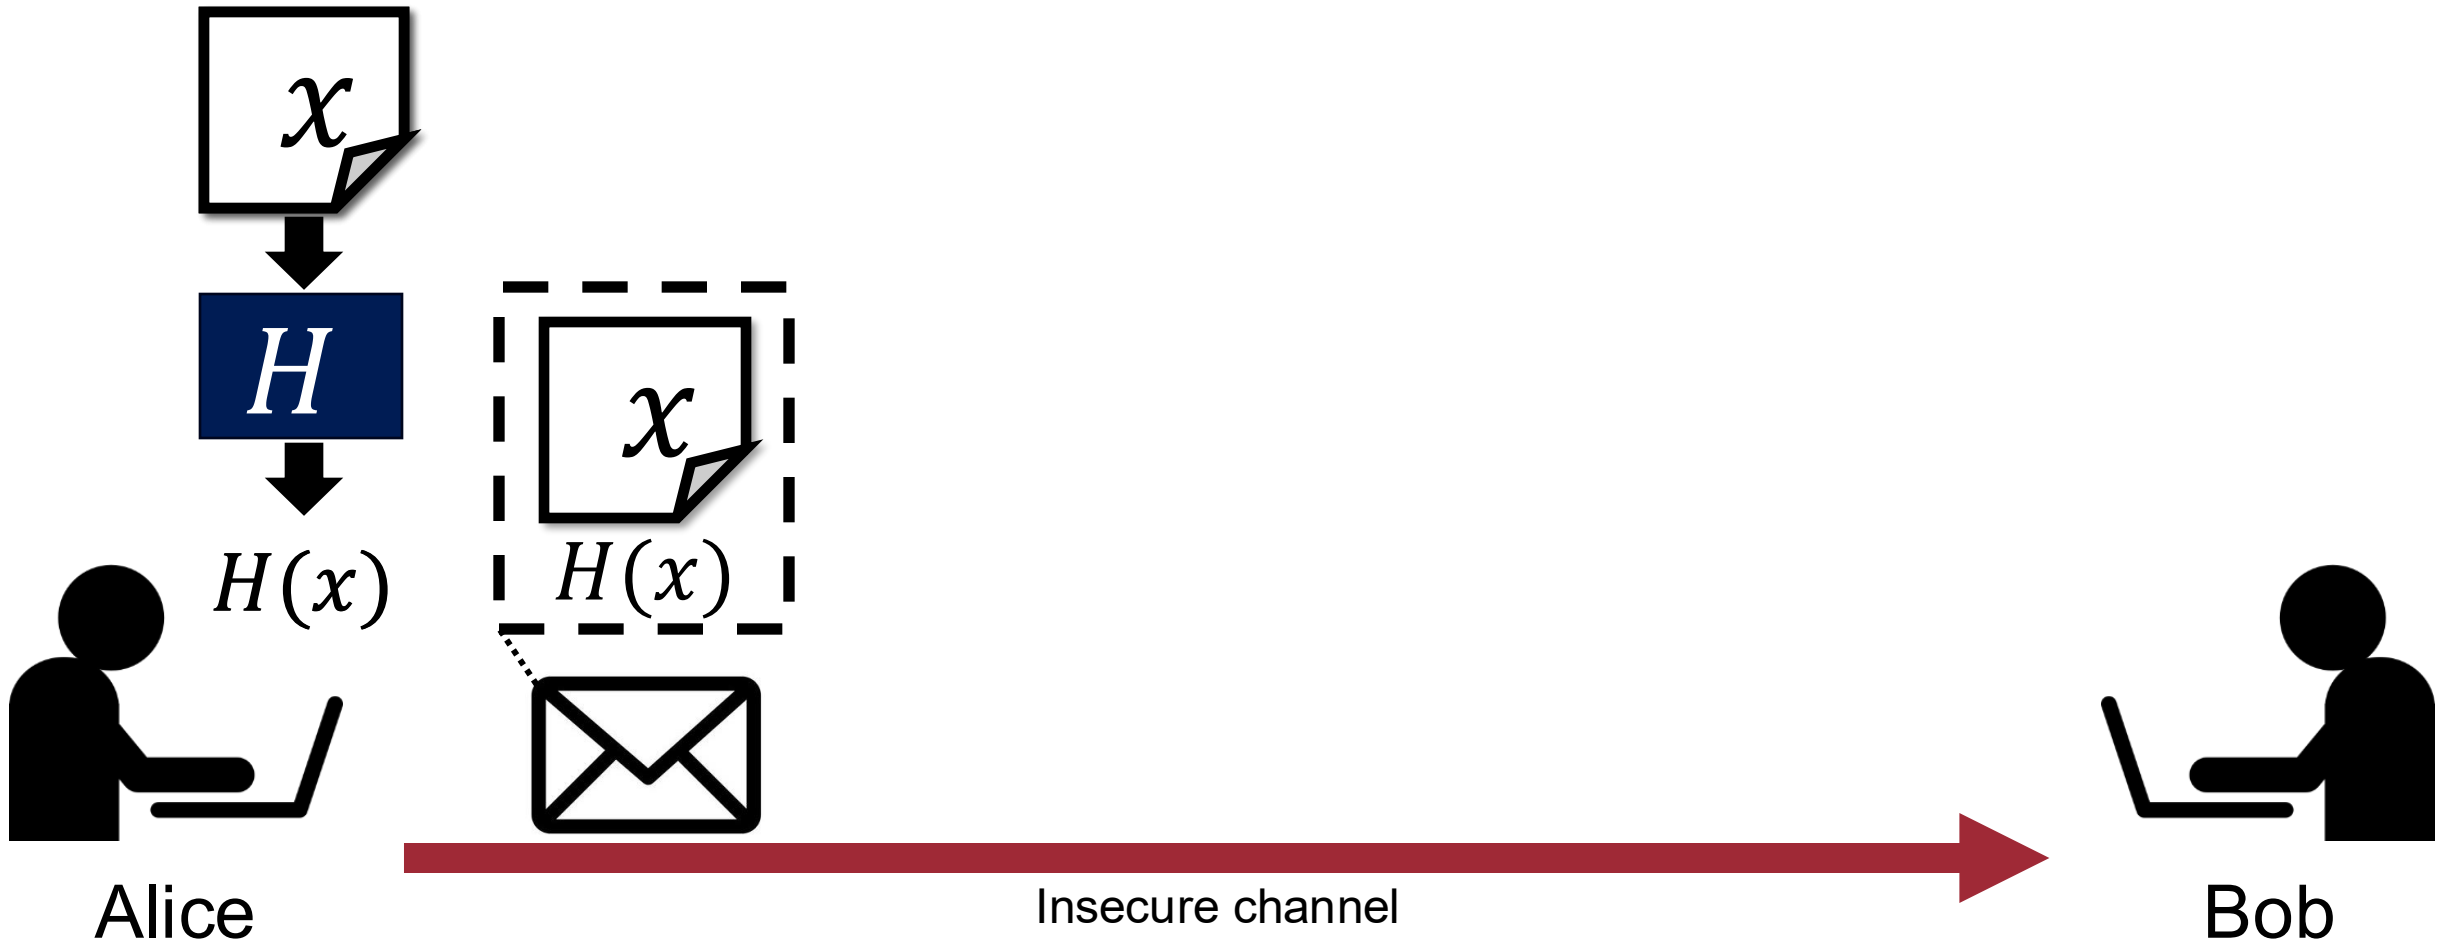 x
H
H(x)
x
H(x)
Alice
Insecure channel
Bob